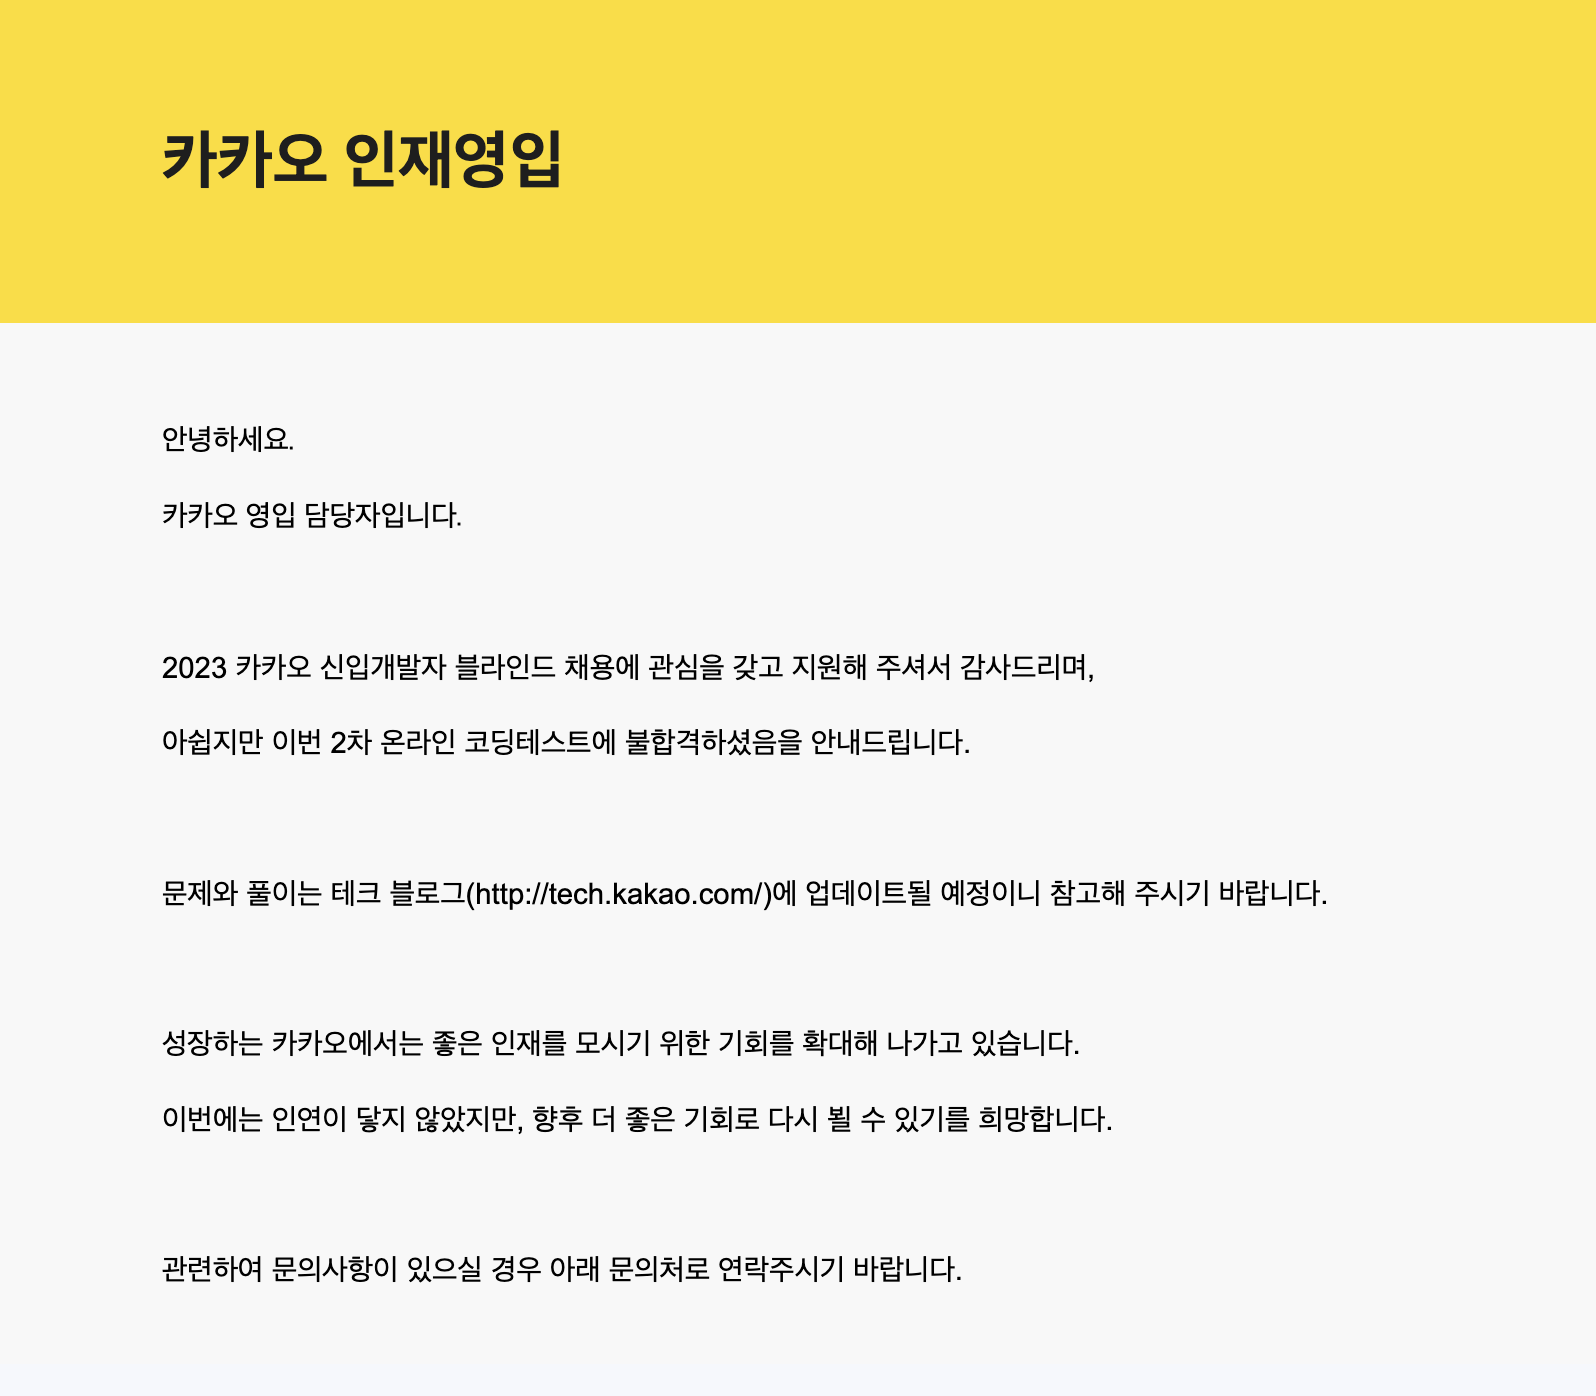 카카오 인재영입
안녕하세요.
카카오 영입 담당자입니다.
2023 카카오 신입개발자 블라인드 채용에 관심을 갖고 지원해 주셔서 감사드리며,
아쉽지만 이번 2차 온라인 코딩테스트에 불합격하셨음을 안내드립니다.
문제와 풀이는 테크 블로그(http://tech.kakao.com/)에 업데이트될 예정이니 참고해 주시기 바랍니다.
성장하는 카카오에서는 좋은 인재를 모시기 위한 기회를 확대해 나가고 있습니다.
이번에는 인연이 닿지 않았지만, 향후 더 좋은 기회로 다시 뵐 수 있기를 희망합니다.
관련하여 문의사항이 있으실 경우 아래 문의처로 연락주시기 바랍니다.